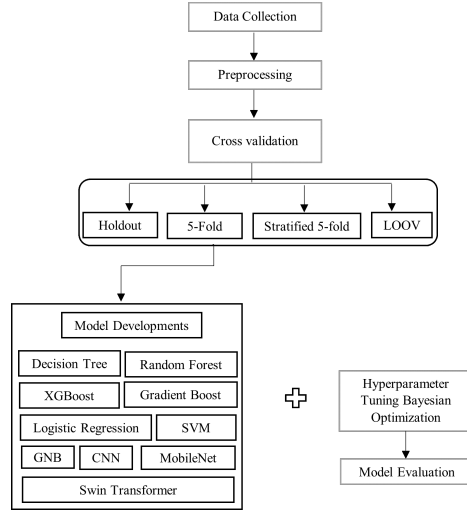 Data Collection
Preprocessing
Cross validation
Holdout
5-Fold
Stratified 5-fold
LOOV
Model Developments
Decision Tree
Random Forest
XGBoost
Gradient Boost
Logistic Regression
SVM
GNB
CNN
MobileNet
Swin Transformer
Hyperparameter
Tuning Bayesian
Optimization
Model Evaluation